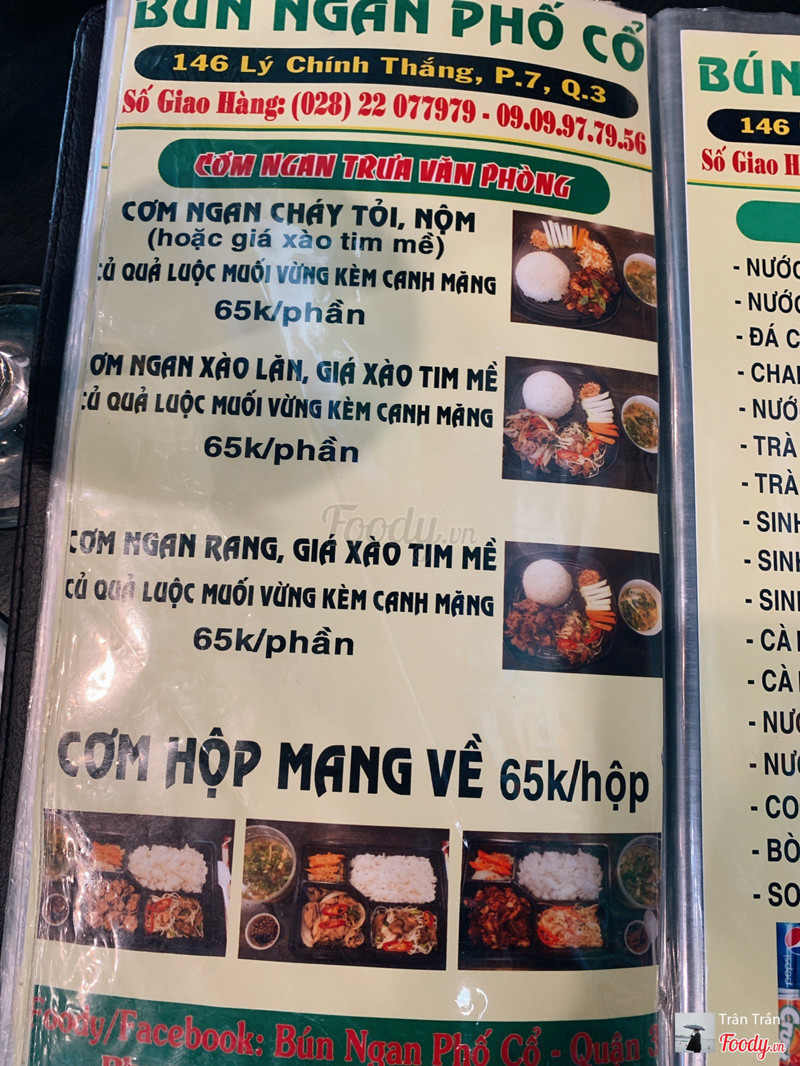 BÚN NGAN PHỐ CỔ
146 Lý Chính Thắng, P.7, Q.3
Số Giao Hàng: (028) 22 077979 - 09.09.97.79.56
CƠM NGAN TRƯA VĂN PHÒNG
CƠM NGAN CHÁY TỎI, NỘM
(hoặc giá xào tim mề)
CỦ QUẢ LUỘC MUỐI VỪNG KÈM CANH MĂNG
65k/phần
CƠM NGAN XÀO LĂN, GIÁ XÀO TIM MỀ
CỦ QUẢ LUỘC MUỐI VỪNG KÈM CANH MĂNG
65k/phần
Foody.vn
CƠM NGAN RANG, GIÁ XÀO TIM MỀ
CỦ QUẢ LUỘC MUỐI VỪNG KÈM CANH MĂNG
65k/phần
CƠM HỘP MANG VỀ 65k/hộp
Foody/Facebook: Bún Ngan Phố Cổ - Quận 3
BÚN
146
Số Giao H
- NƯỚC
- NƯỚC
- ĐÁ C
- CHAN
- NƯỚ
- TRÀ
- TRÀ
- SINH
- SINH
- SINH
- CÀ
- CÀ
- NƯỚ
- NƯỚ
- CO
- BÒ
- SO
pepsi
Trân Trần
Foody.vn